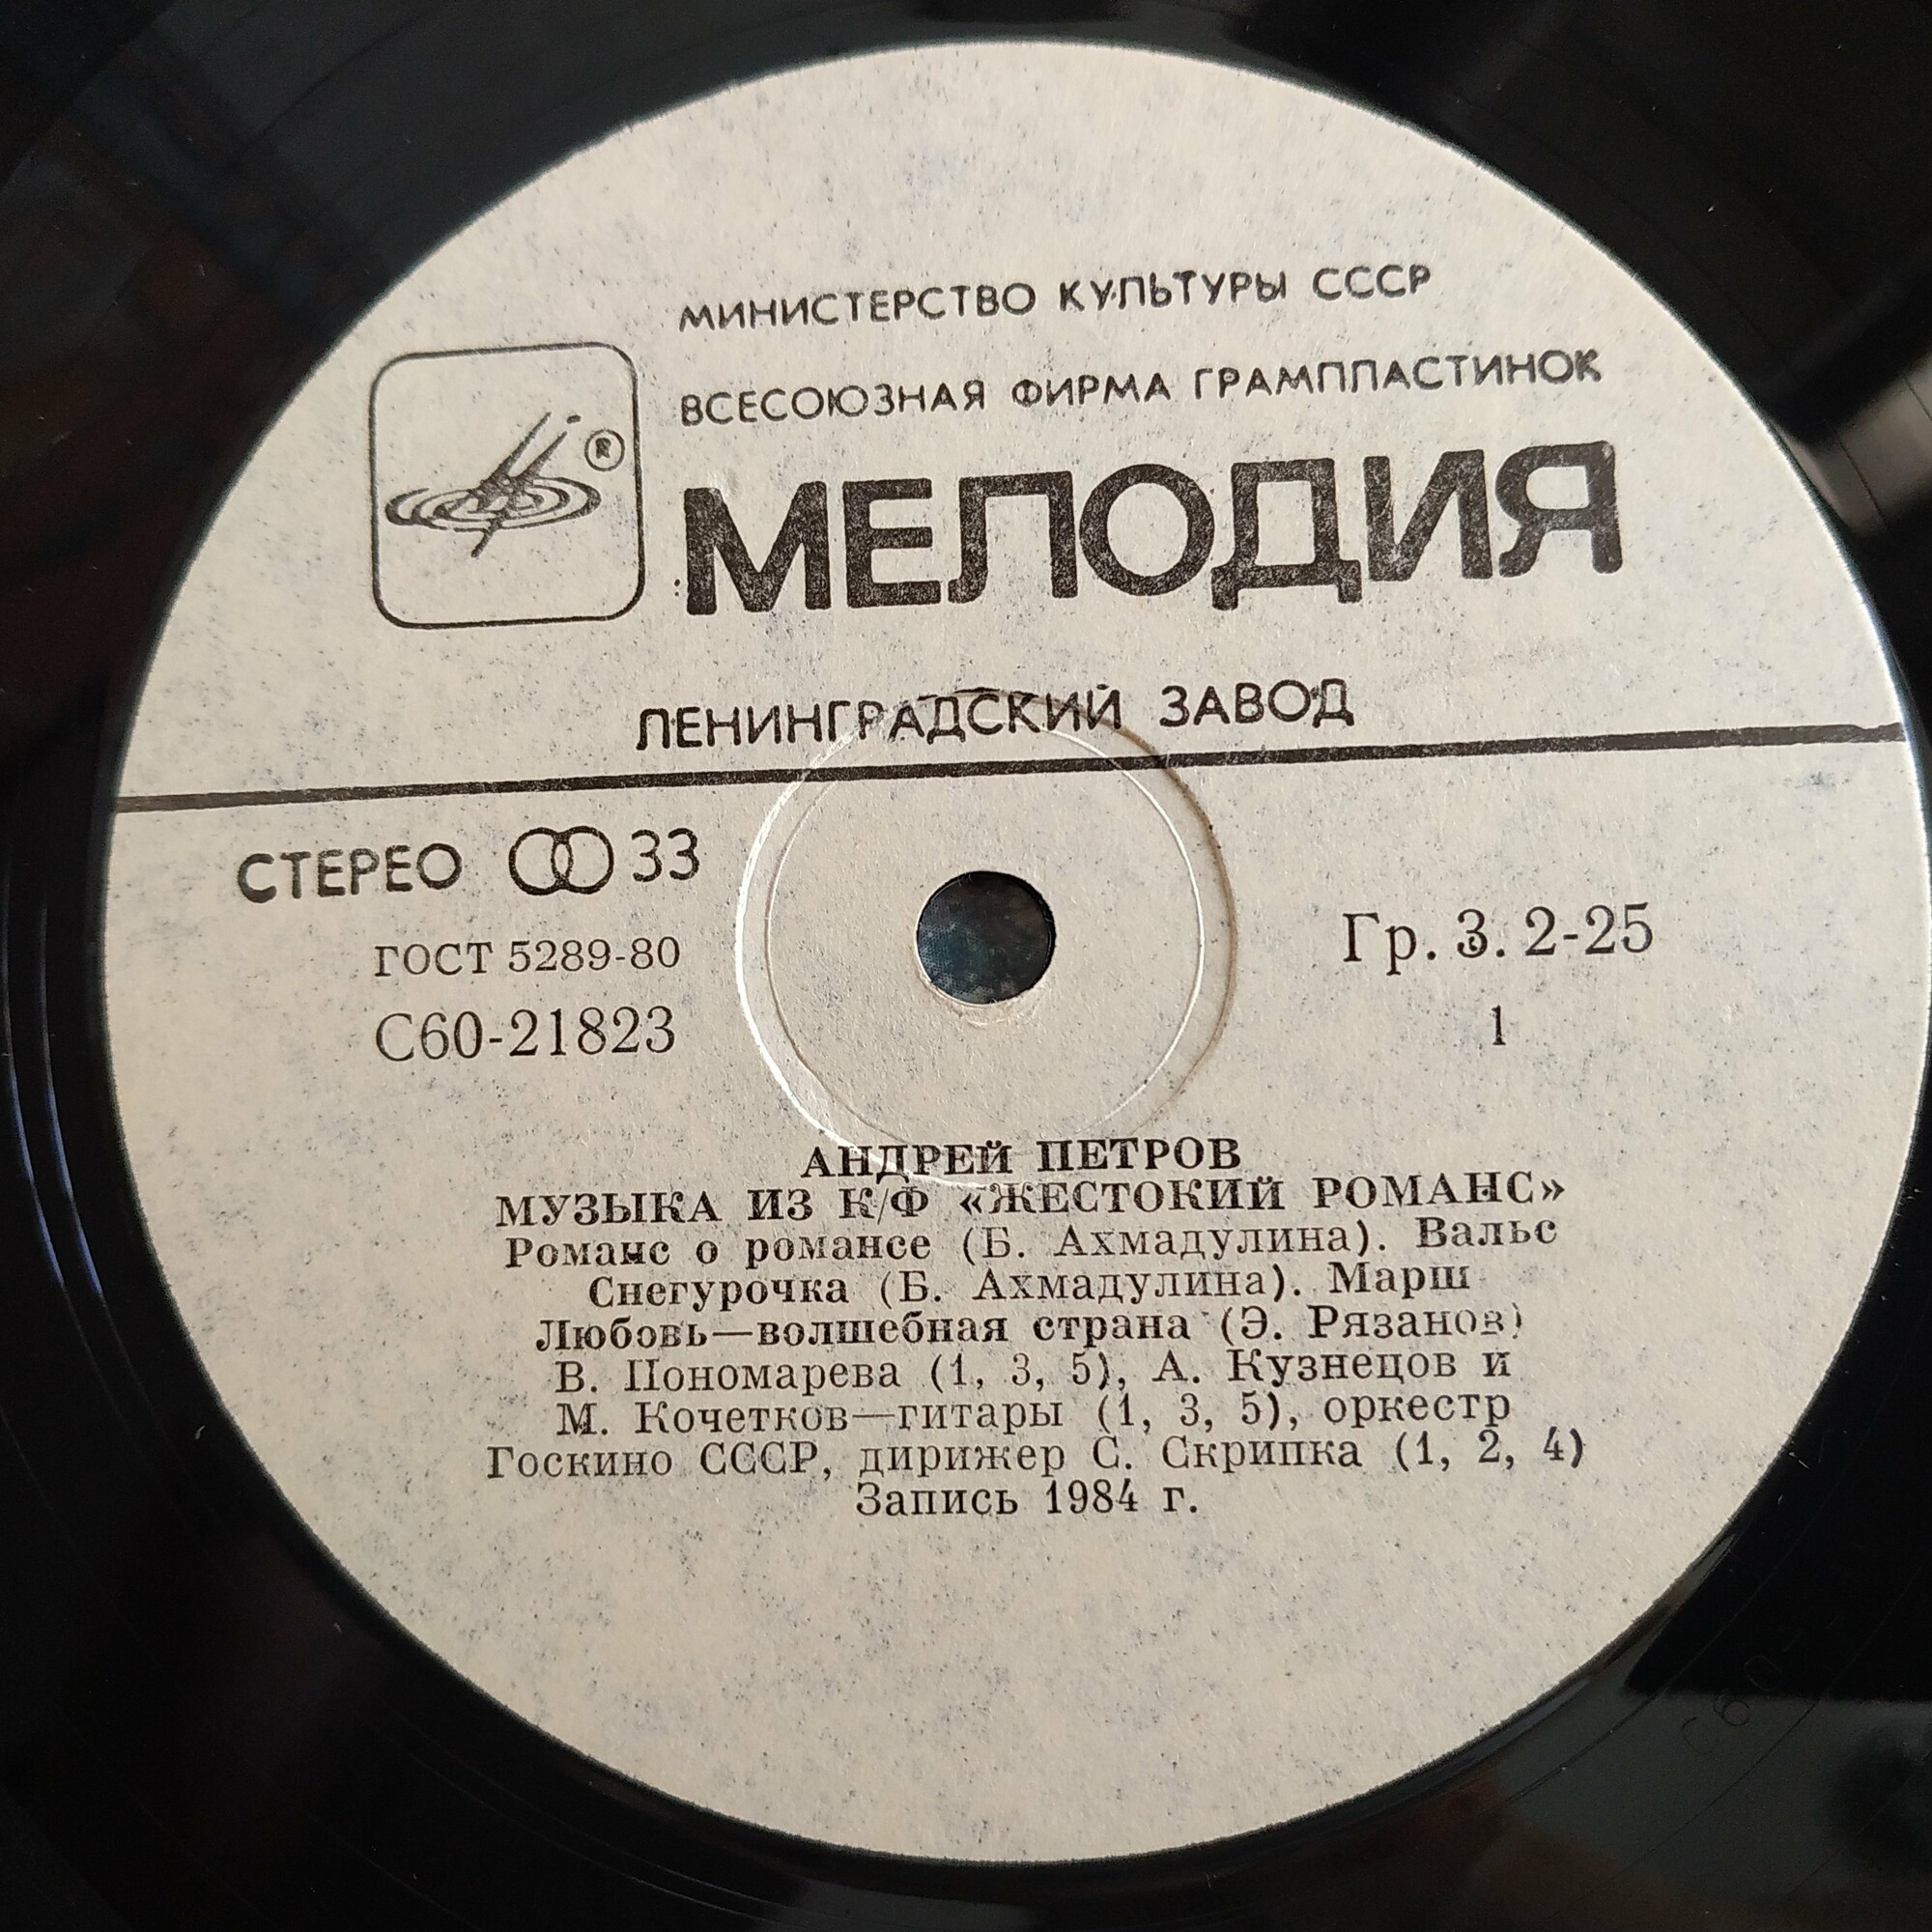 МИНИСТЕРСТВО КУЛЬТУРЫ СССР
ВСЕСОЮЗНАЯ ФИРМА ГРАМПЛАСТИНОК
®
МЕЛОДИЯ
ЛЕНИНГРАДСКИЙ ЗАВОД
СТЕРЕО 33
ГОСТ 5289-80
С60-21823
Гр. 3. 2-25
1
АНДРЕЙ ПЕТРОВ
МУЗЫКА ИЗ К/Ф «ЖЕСТОКИЙ РОМАНС»
Романс о романсе (Б. Ахмадулина). Вальс
Снегурочка (Б. Ахмадулина). Марш
Любовь—волшебная страна (Э. Рязанов)
В. Пономарева (1, 3, 5), А. Кузнецов и
М. Кочетков—гитары (1, 3, 5), оркестр
Госкино СССР, дирижер С. Скрипка (1, 2, 4)
Запись 1984 г.
С60-